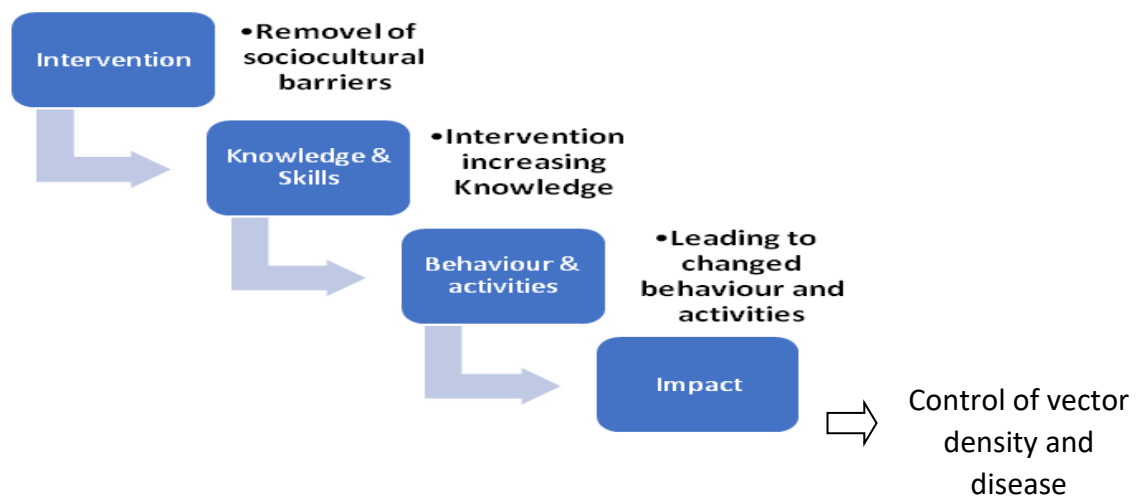 Intervention
•Removel of
sociocultural
barriers
Knowledge &
Skills
•Intervention
increasing
Knowledge
Behaviour &
activities
•Leading to
changed
behaviour and
activities
Impact
Control of vector
density and
disease